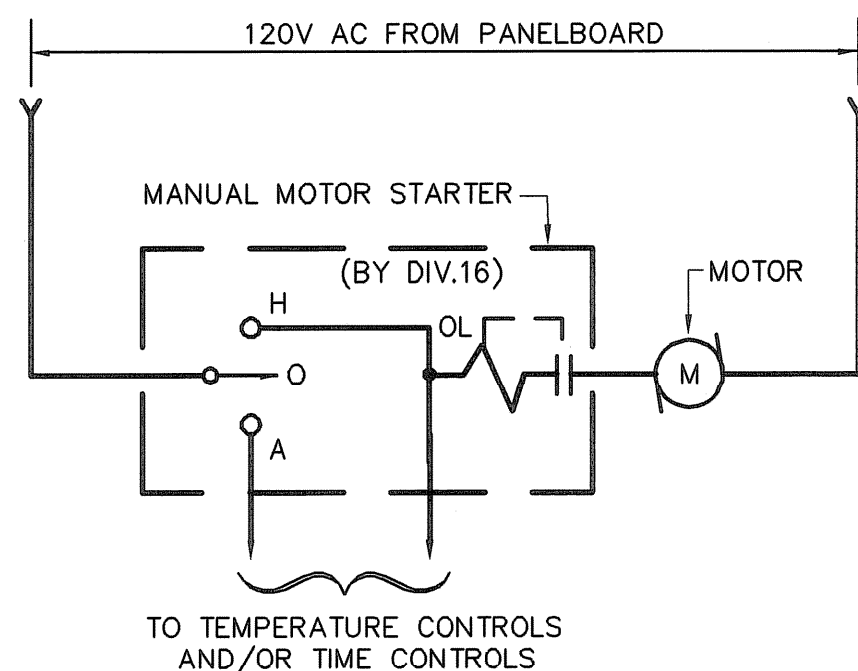 120V AC FROM PANELBOARD
MANUAL MOTOR STARTER
(BY DIV.16)
MOTOR
H
OL
O
M
A
TO TEMPERATURE CONTROLS
AND/OR TIME CONTROLS